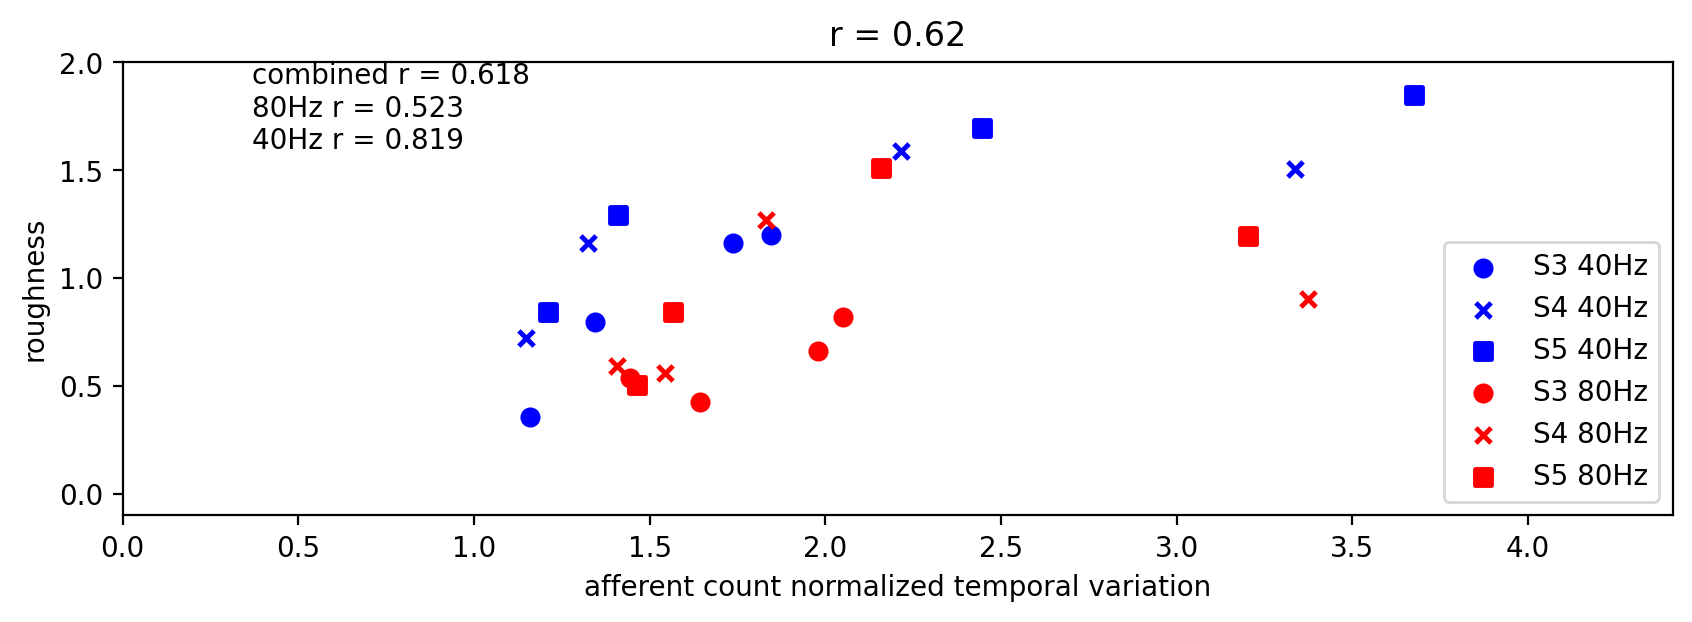 r = 0.62
combined r = 0.618
80Hz r = 0.523
40Hz r = 0.819
2.0
1.5
1.0
0.5
0.0
roughness
S3 40Hz
S4 40Hz
S5 40Hz
S3 80Hz
S4 80Hz
S5 80Hz
0.0 0.5 1.0 1.5 2.0 2.5 3.0 3.5 4.0
afferent count normalized temporal variation